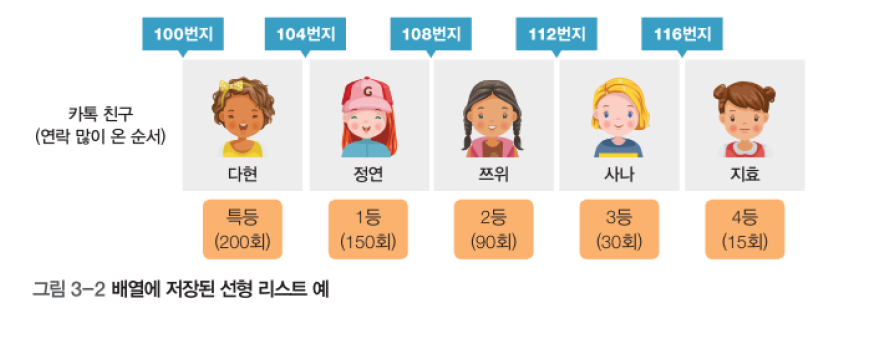 100번지 104번지 108번지 112번지 116번지
카톡 친구
(연락 많이 온 순서)
G
다현 정연 쯔위 사나 지효
특등 1등 2등 3등 4등
(200회) (150회) (90회) (30회) (15회)
그림 3-2 배열에 저장된 선형 리스트 예